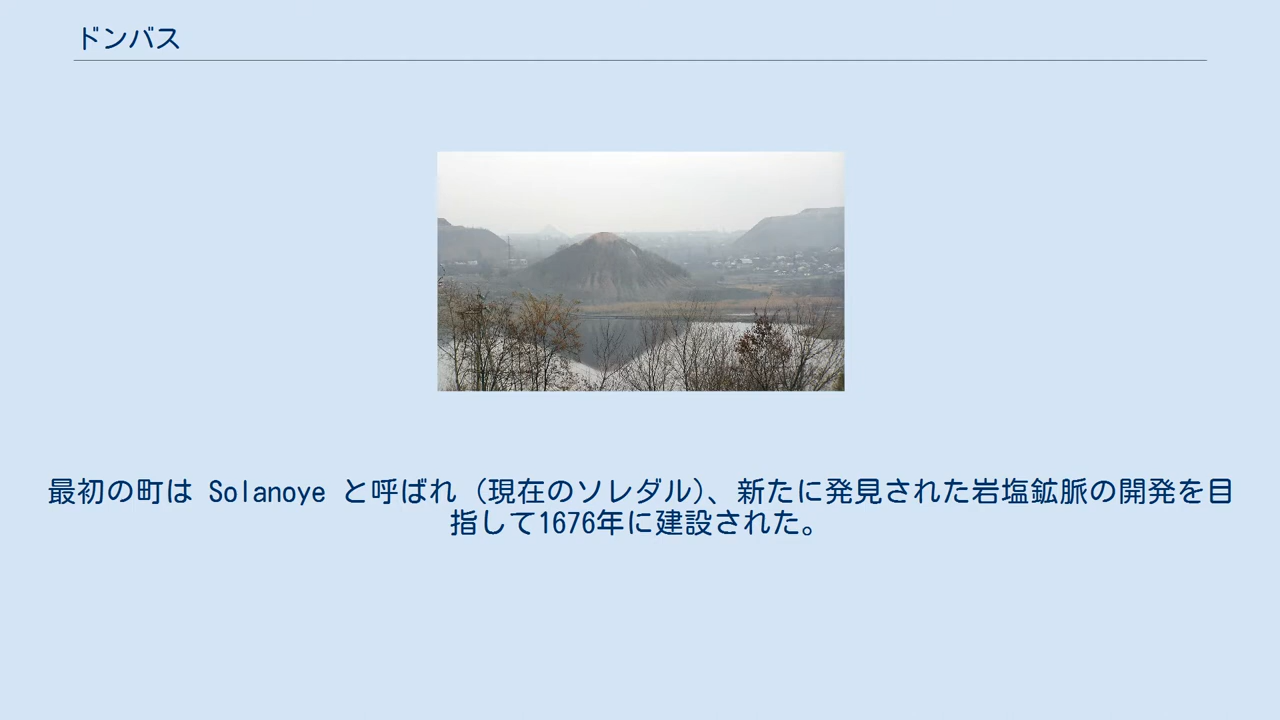 ドンバス
最初の町は Solanoye と呼ばれ (現在のソレダル)、新たに発見された岩塩鉱脈の開発を目
指して1676年に建設された。